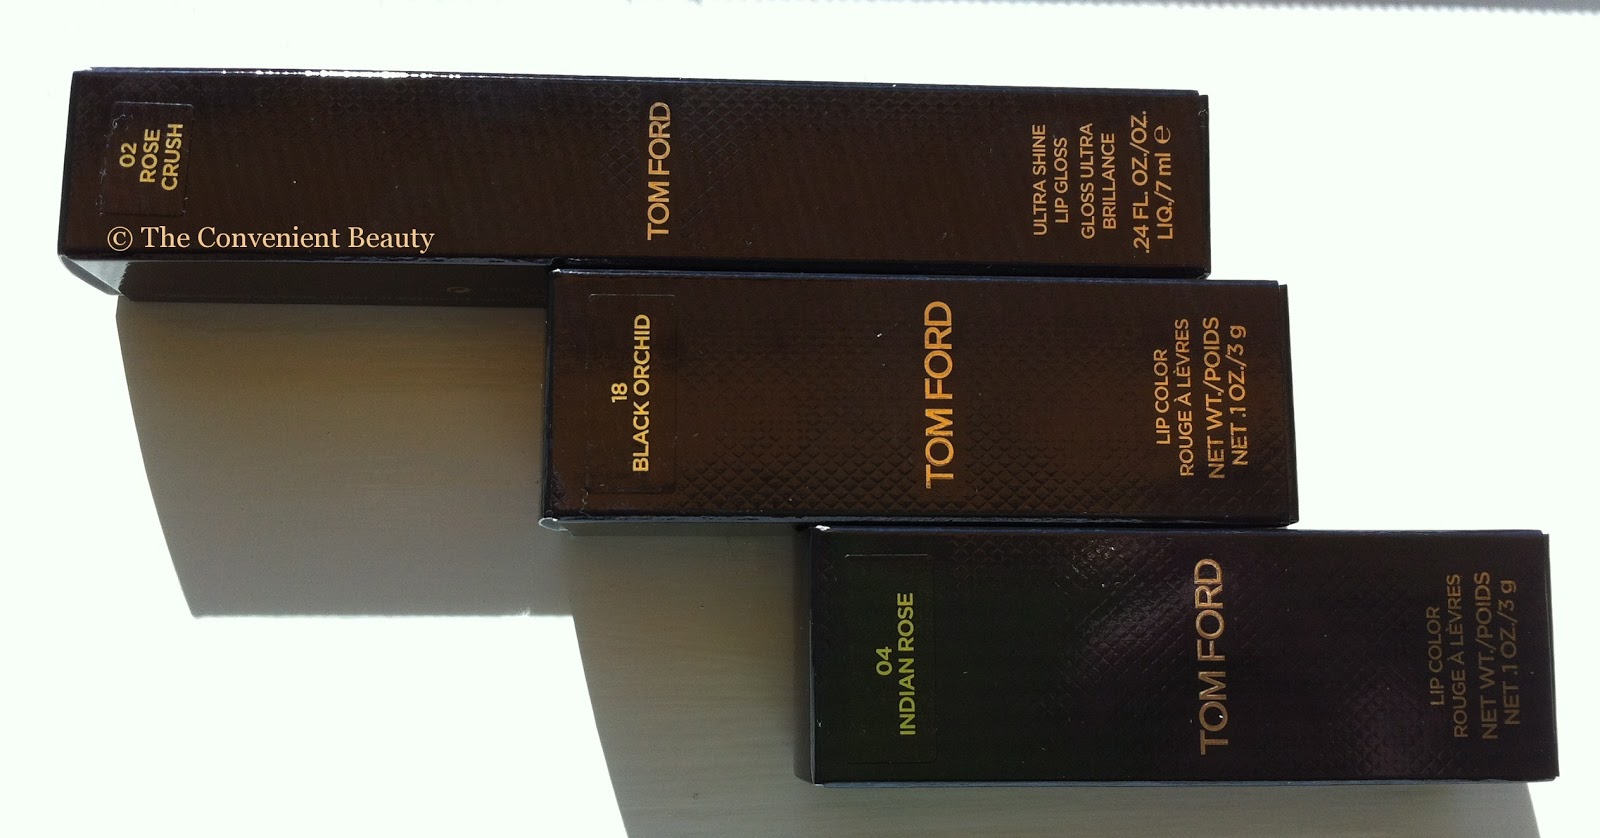 02
ROSE
CRUSH
TOM FORD
ULTRA SHINE
LIP GLOSS
GLOSS ULTRA
BRILLANCE
.24 FL. OZ./OZ.
LIQ./7 ml e
© The Convenient Beauty
18
BLACK ORCHID
TOM FORD
LIP COLOR
ROUGE À LÈVRES
NET WT./POIDS
NET .1 OZ./3 g
04
INDIAN ROSE
TOM FORD
LIP COLOR
ROUGE À LÈVRES
NET WT./POIDS
NET .1 OZ./3 g